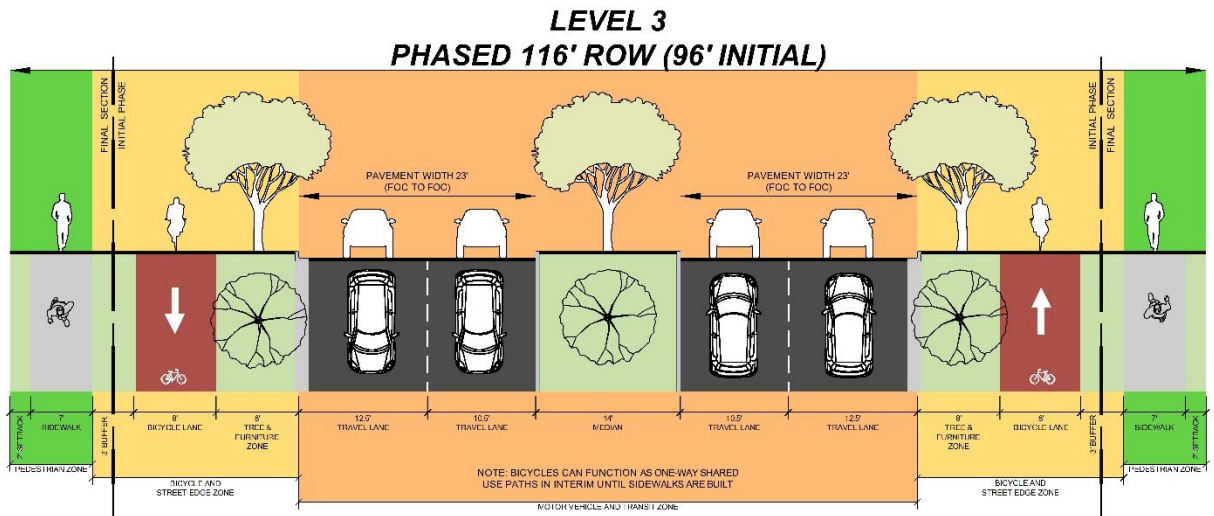 LEVEL 3
PHASED 116' ROW (96' INITIAL)
FINAL SECTION
INITIAL PHASE
INITIAL PHASE
FINAL SECTION
PAVEMENT WIDTH 23'
(FOC TO FOC)
PAVEMENT WIDTH 23'
(FOC TO FOC)
2' SETBACK
7'
SIDEWALK
3' BUFFER
8'
BICYCLE LANE
8'
TREE &
FURNITURE
ZONE
12.5'
TRAVEL LANE
10.5'
TRAVEL LANE
14'
MEDIAN
10.5'
TRAVEL LANE
12.5'
TRAVEL LANE
8'
TREE &
FURNITURE
ZONE
8'
BICYCLE LANE
3' BUFFER
7'
SIDEWALK
2' SETBACK
PEDESTRIAN ZONE
BICYCLE AND
STREET EDGE ZONE
NOTE: BICYCLES CAN FUNCTION AS ONE-WAY SHARED
USE PATHS IN INTERIM UNTIL SIDEWALKS ARE BUILT
MOTOR VEHICLE AND TRANSIT ZONE
BICYCLE AND
STREET EDGE ZONE
PEDESTRIAN ZONE